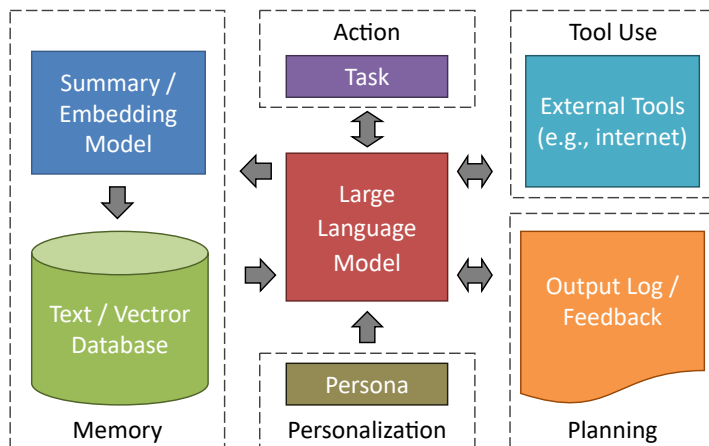 Summary /
Embedding
Model
Text / Vectror
Database
Memory
Action
Task
Large
Language
Model
Persona
Personalization
Tool Use
External Tools
(e.g., internet)
Output Log /
Feedback
Planning